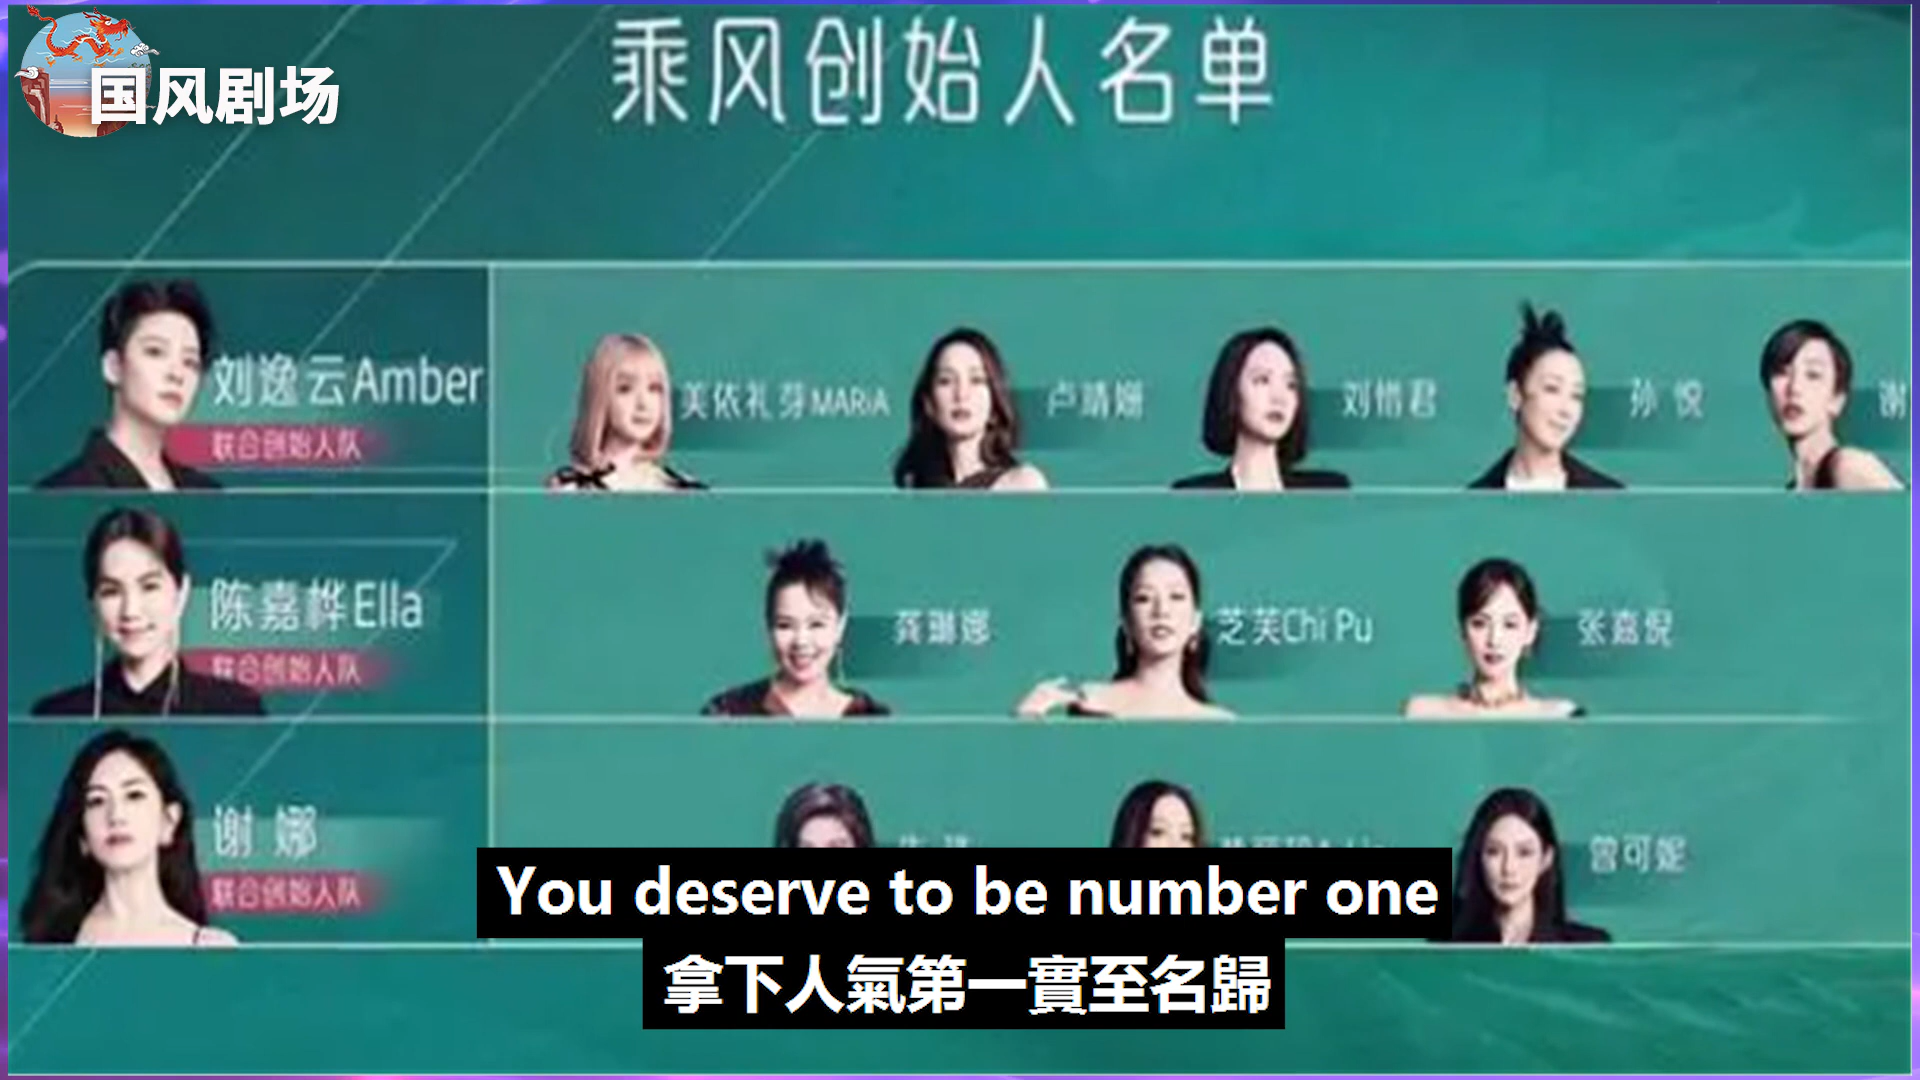 国风剧场
乘风创始人名单
刘逸云Amber
联合创始人队
美依礼芽MARiA
卢靖姗
刘惜君
孙 悦
谢
陈嘉桦Ella
联合创始人队
龚琳娜
芝芙Chi Pu
张嘉倪
谢 娜
联合创始人队
曾可妮
You deserve to be number one
拿下人氣第一實至名歸